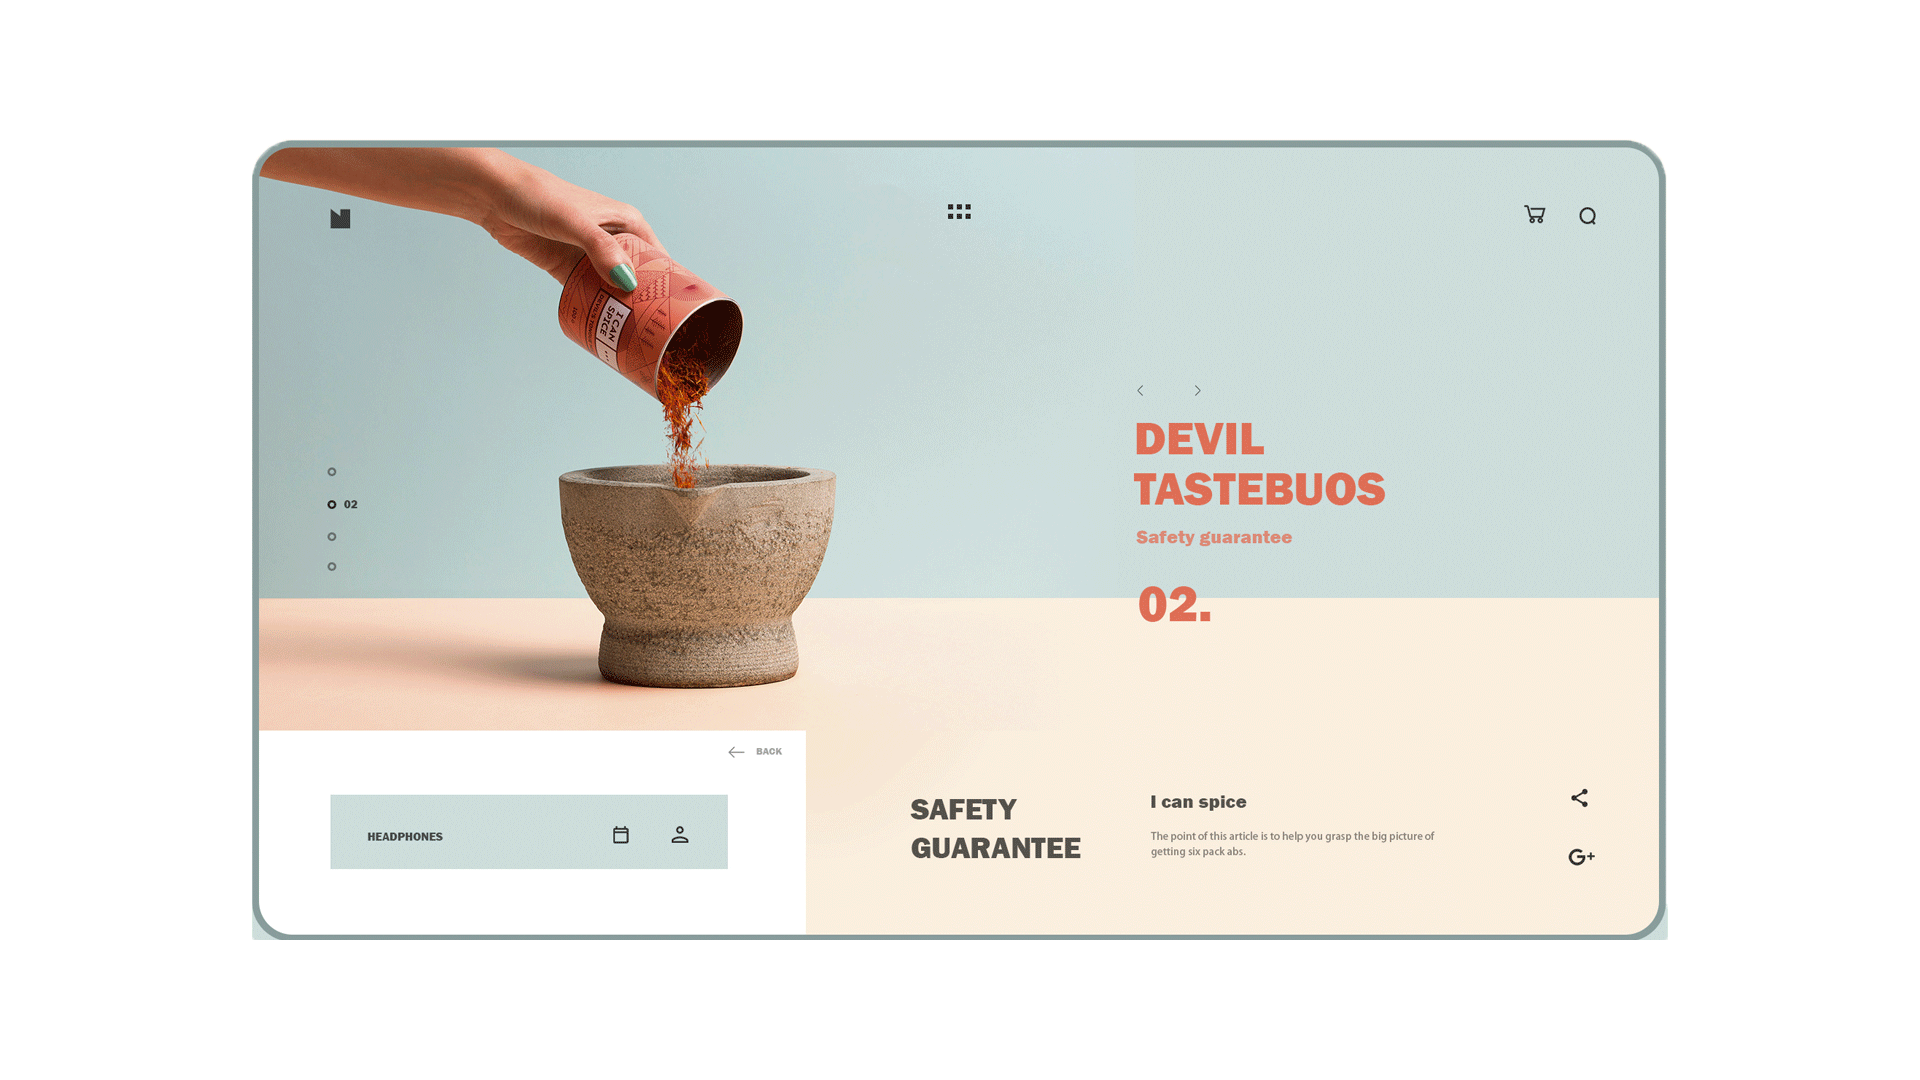 I CAN
SPICE
02
DEVIL
TASTEBUOS
Safety guarantee
02.
BACK
HEADPHONES
SAFETY
GUARANTEE
I can spice
The point of this article is to help you grasp the big picture of
getting six pack abs.
G+